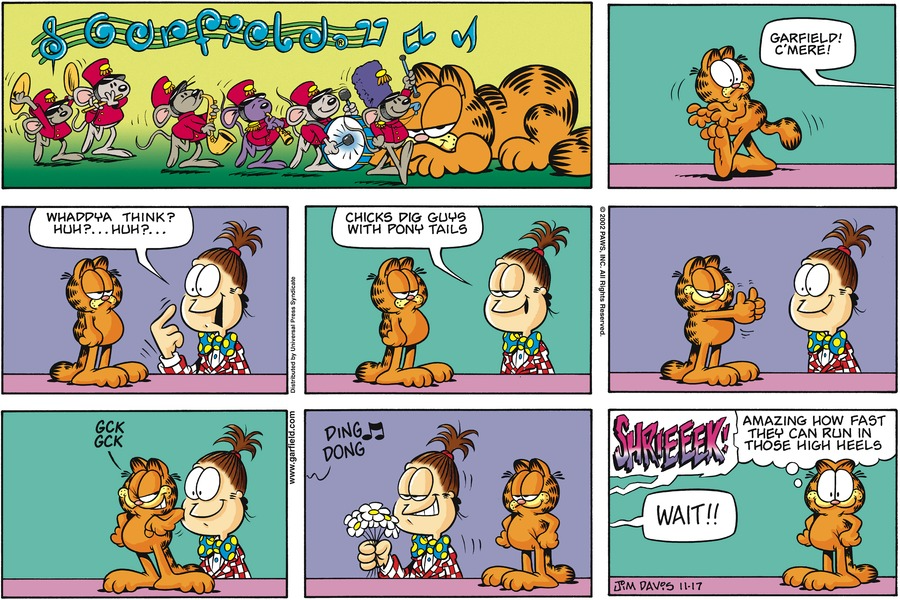 Garfield
GARFIELD!
C'MERE!
WHADDYA THINK?
HUH?...HUH?...
Distributed by Universal Press Syndicate
CHICKS DIG GUYS
WITH PONY TAILS
© 2002 PAWS, INC. All Rights Reserved.
GCK
GCK
www.garfield.com
DING
DONG
SHRIEEEK!
AMAZING HOW FAST
THEY CAN RUN IN
THOSE HIGH HEELS
WAIT!!
JIM DAVIS 11-17